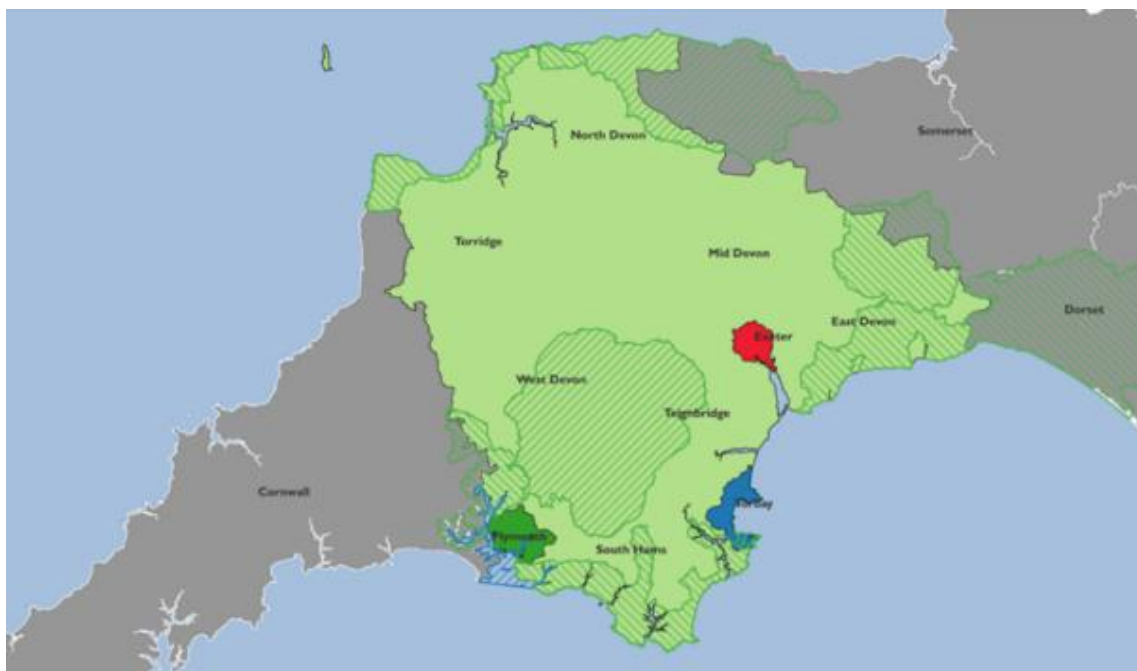 North Devon
Somerset
Torridge
Mid Devon
Dorset
East Devon
Exeter
West Devon
Teignbridge
Cornwall
Torbay
Plymouth
South Hams